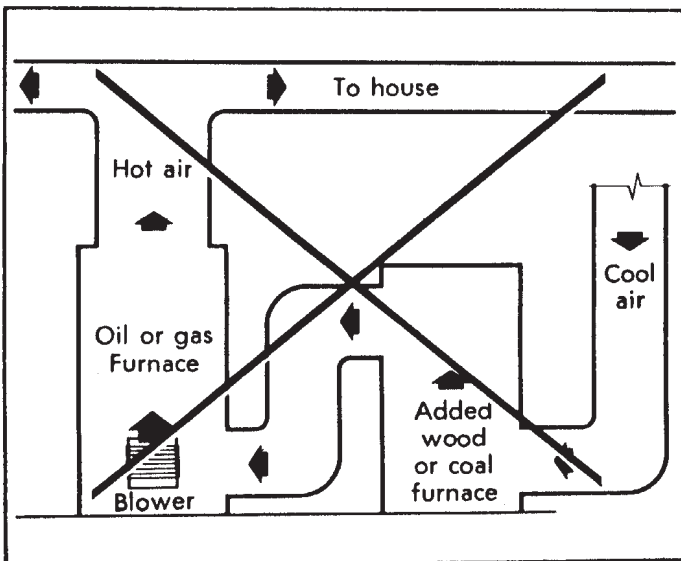 To house
Hot air
Cool
air
Oil or gas
Furnace
Added
wood
or coal
furnace
Blower